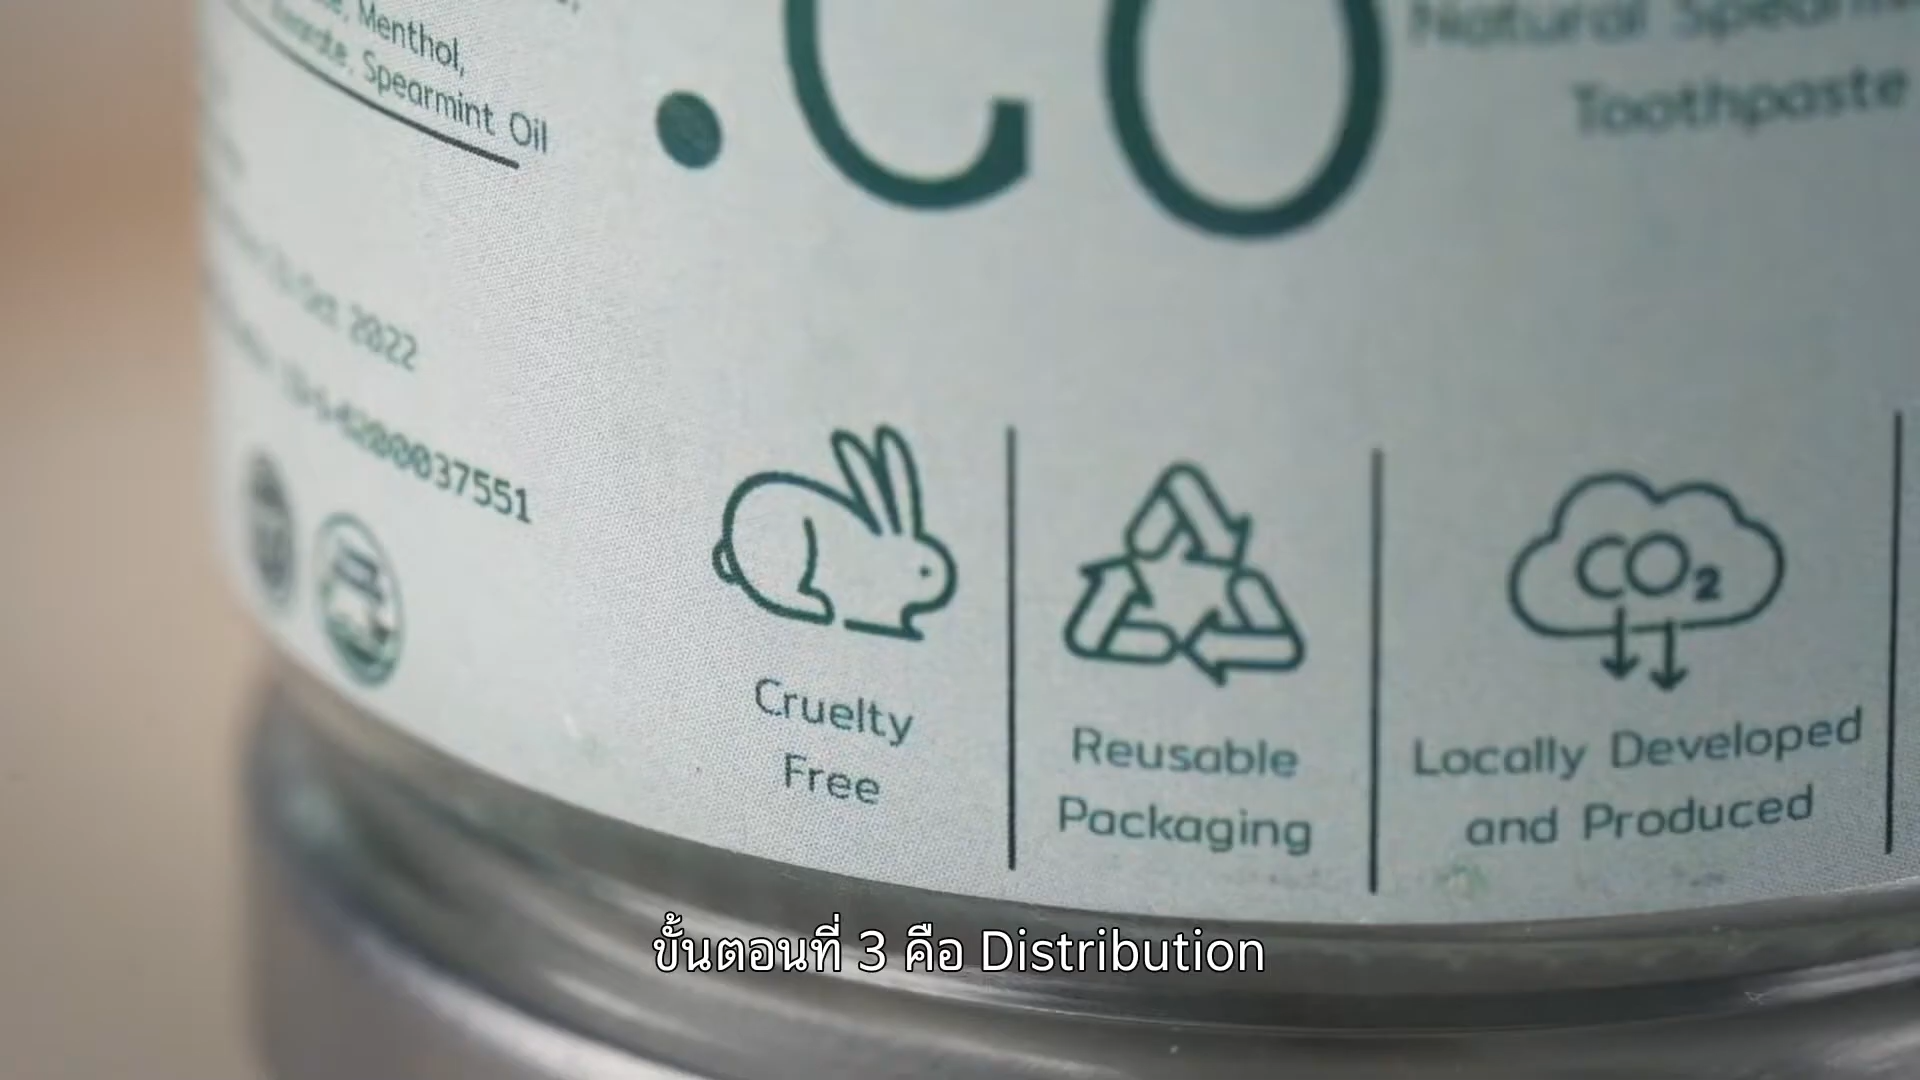 Menthol,
Spearmint Oil
.CO
Natural
Toothpaste
2022
Cruelty
Free
Reusable
Packaging
CO₂
Locally Developed
and Produced
ขั้นตอนที่ 3 คือ Distribution